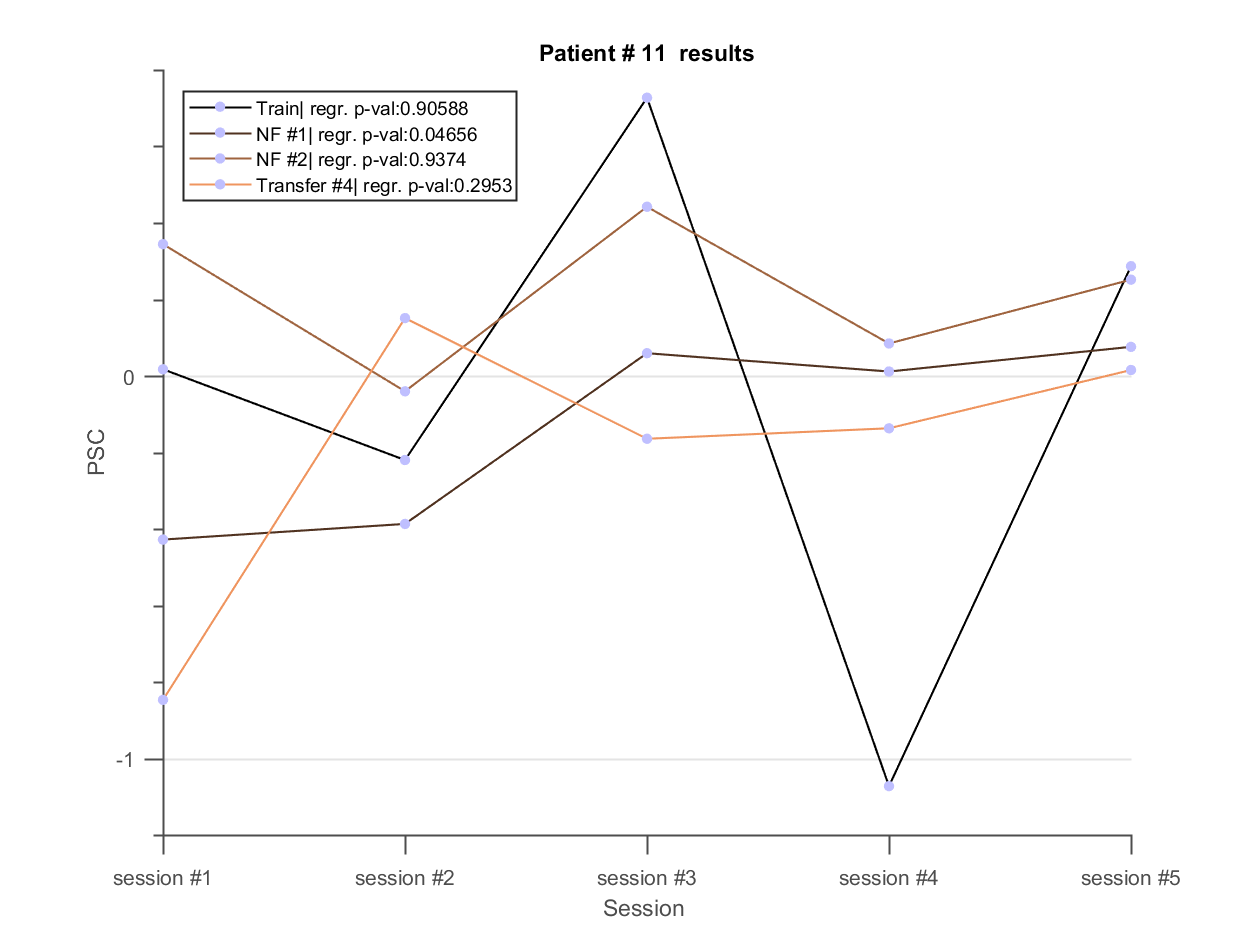 Patient # 11  results
Train| regr. p-val:0.90588
NF #1| regr. p-val:0.04656
NF #2| regr. p-val:0.9374
Transfer #4| regr. p-val:0.2953
0
PSC
-1
session #1 session #2 session #3 session #4 session #5
Session